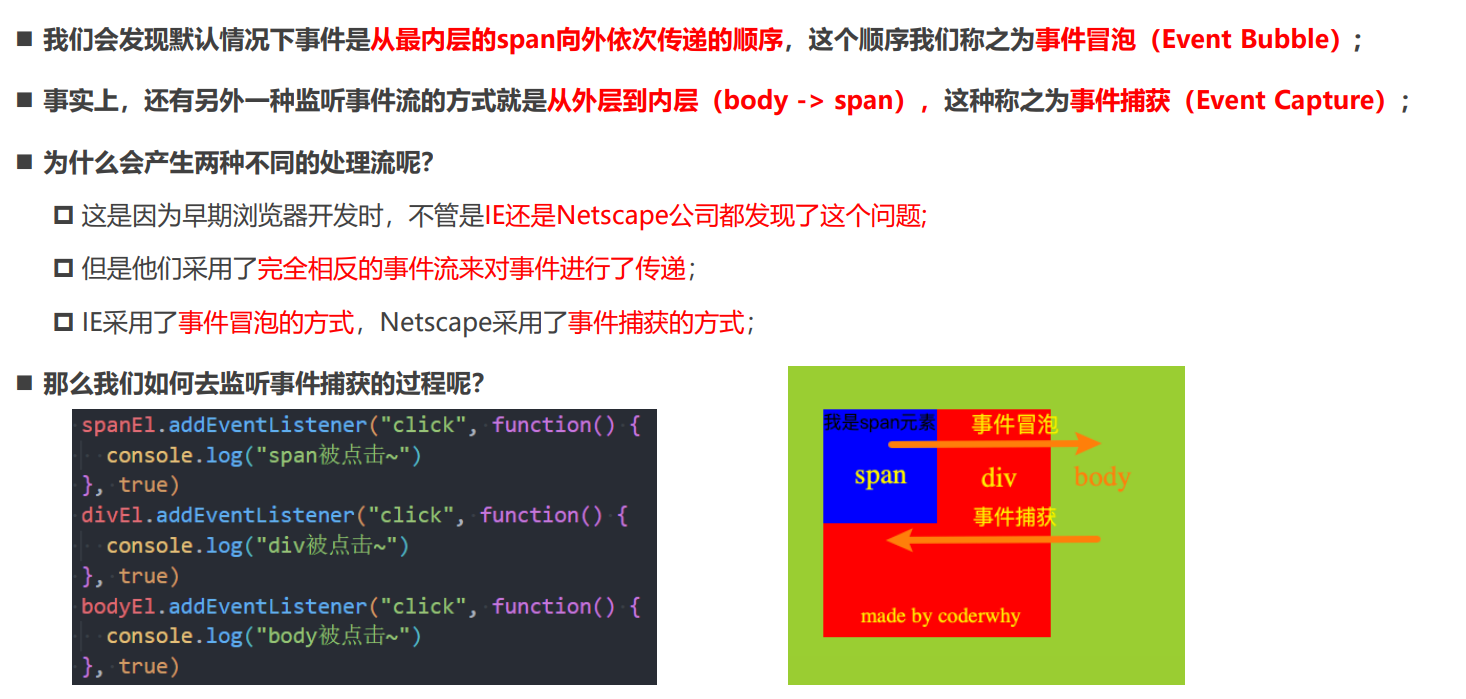 ■ 我们会发现默认情况下事件是从最内层的span向外依次传递的顺序，这个顺序我们称之为事件冒泡（Event Bubble）；
■ 事实上，还有另外一种监听事件流的方式就是从外层到内层（body -> span），这种称之为事件捕获（Event Capture）；
■ 为什么会产生两种不同的处理流呢？
这是因为早期浏览器开发时，不管是IE还是Netscape公司都发现了这个问题;
但是他们采用了完全相反的事件流来对事件进行了传递；
IE采用了事件冒泡的方式，Netscape采用了事件捕获的方式；
■ 那么我们如何去监听事件捕获的过程呢？
spanEl.addEventListener("click", function() {
  console.log("span被点击~")
}, true)
divEl.addEventListener("click", function() {
  console.log("div被点击~")
}, true)
bodyEl.addEventListener("click", function() {
  console.log("body被点击~")
}, true)
我是span元素
事件冒泡
span
div
body
事件捕获
made by coderwhy